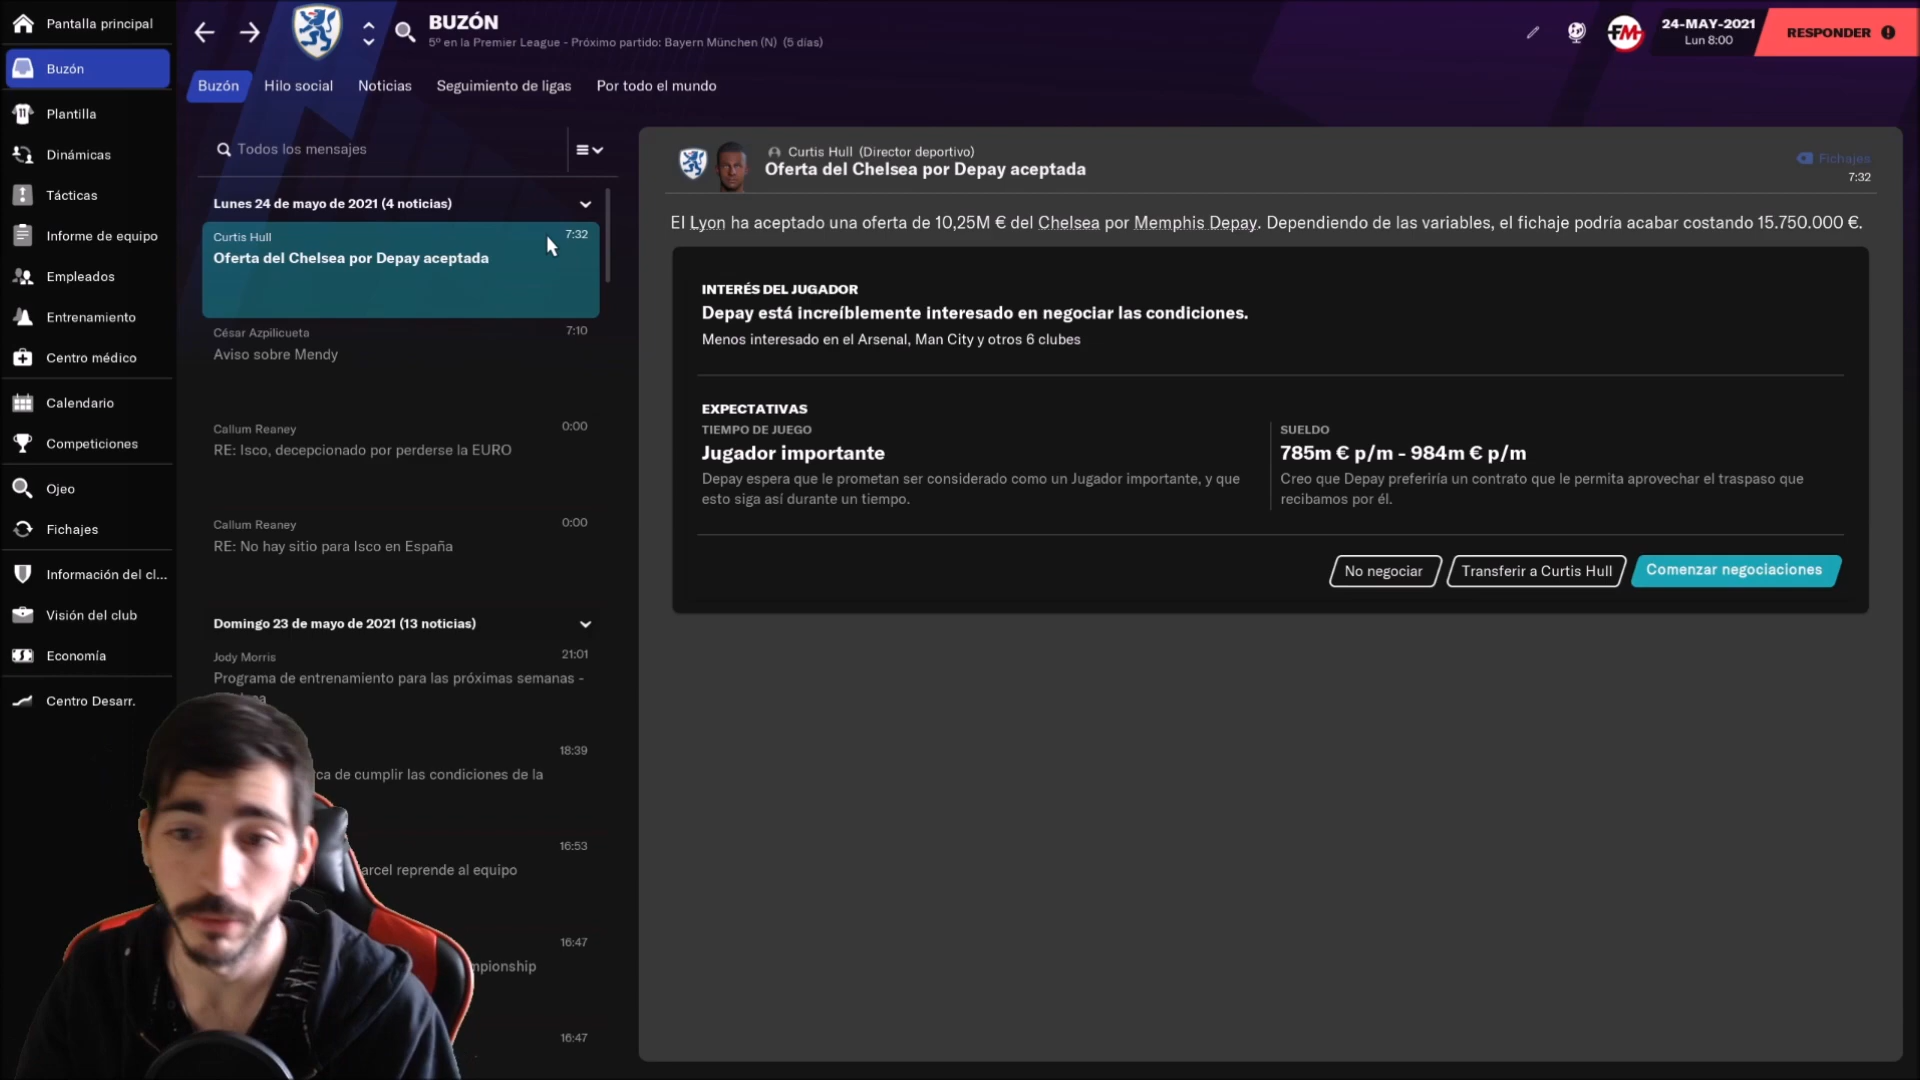 Pantalla principal
Buzón
Plantilla
Dinámicas
Tácticas
Informe de equipo
Empleados
Entrenamiento
Centro médico
Calendario
Competiciones
Ojeo
Fichajes
Información del cl...
Visión del club
Economía
Centro Desarr.
BUZÓN
5º en la Premier League - Próximo partido: Bayern München (N) (5 días)
FM
24-MAY-2021
Lun 8:00
RESPONDER
Buzón
Hilo social
Noticias
Seguimiento de ligas
Por todo el mundo
Todos los mensajes
Lunes 24 de mayo de 2021 (4 noticias)
Curtis Hull
7:32
Oferta del Chelsea por Depay aceptada
César Azpilicueta
7:10
Aviso sobre Mendy
Callum Reaney
0:00
RE: Isco, decepcionado por perderse la EURO
Callum Reaney
0:00
RE: No hay sitio para Isco en España
Domingo 23 de mayo de 2021 (13 noticias)
Jody Morris
21:01
Programa de entrenamiento para las próximas semanas -
18:39
ca de cumplir las condiciones de la
16:53
arcel reprende al equipo
16:47
mpionship
16:47
Curtis Hull (Director deportivo)
Oferta del Chelsea por Depay aceptada
Fichajes
7:32
El Lyon ha aceptado una oferta de 10,25M € del Chelsea por Memphis Depay. Dependiendo de las variables, el fichaje podría acabar costando 15.750.000 €.
INTERÉS DEL JUGADOR
Depay está increíblemente interesado en negociar las condiciones.
Menos interesado en el Arsenal, Man City y otros 6 clubes
EXPECTATIVAS
TIEMPO DE JUEGO
Jugador importante
Depay espera que le prometan ser considerado como un Jugador importante, y que
esto siga así durante un tiempo.
SUELDO
785m € p/m - 984m € p/m
Creo que Depay preferiría un contrato que le permita aprovechar el traspaso que
recibamos por él.
No negociar
Transferir a Curtis Hull
Comenzar negociaciones